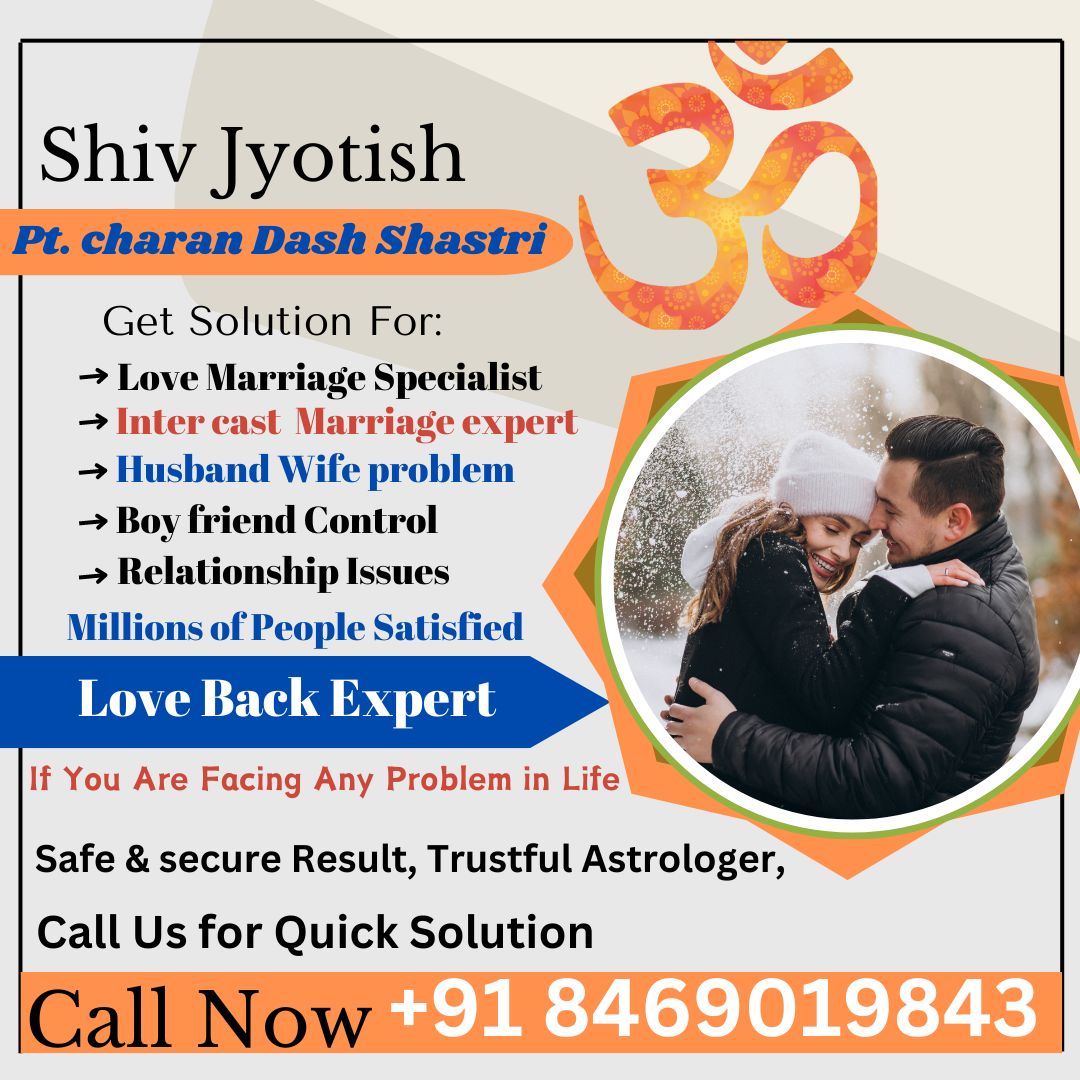 Shiv Jyotish
Pt. charan Dash Shastri
Get Solution For:
→ Love Marriage Specialist
→ Inter cast Marriage expert
→ Husband Wife problem
→ Boy friend Control
→ Relationship Issues
Millions of People Satisfied
Love Back Expert
If You Are Facing Any Problem in Life
Safe & secure Result, Trustful Astrologer,
Call Us for Quick Solution
Call Now +91 8469019843